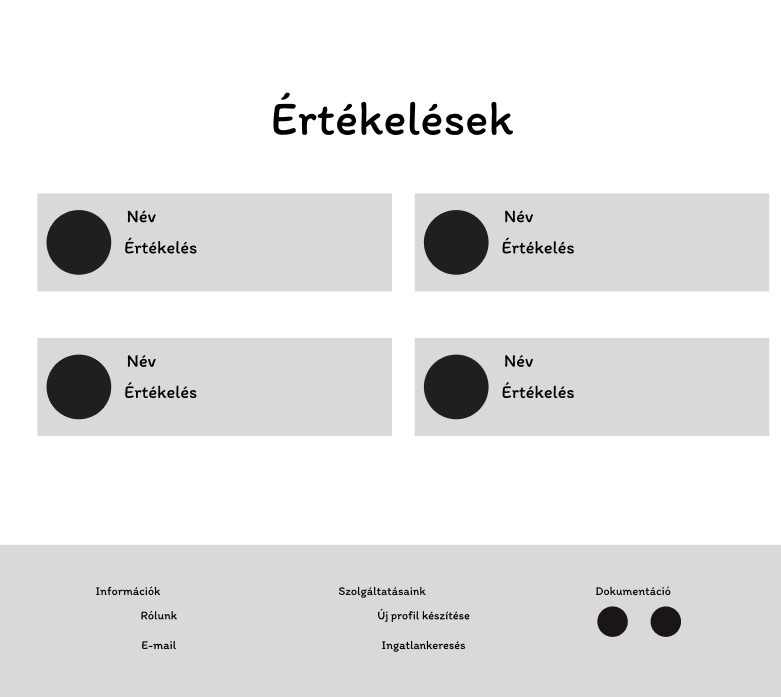 Értékelések
Név
Értékelés
Név
Értékelés
Név
Értékelés
Név
Értékelés
Információk
Rólunk
E-mail
Szolgáltatásaink
Új profil készítése
Ingatlankeresés
Dokumentáció